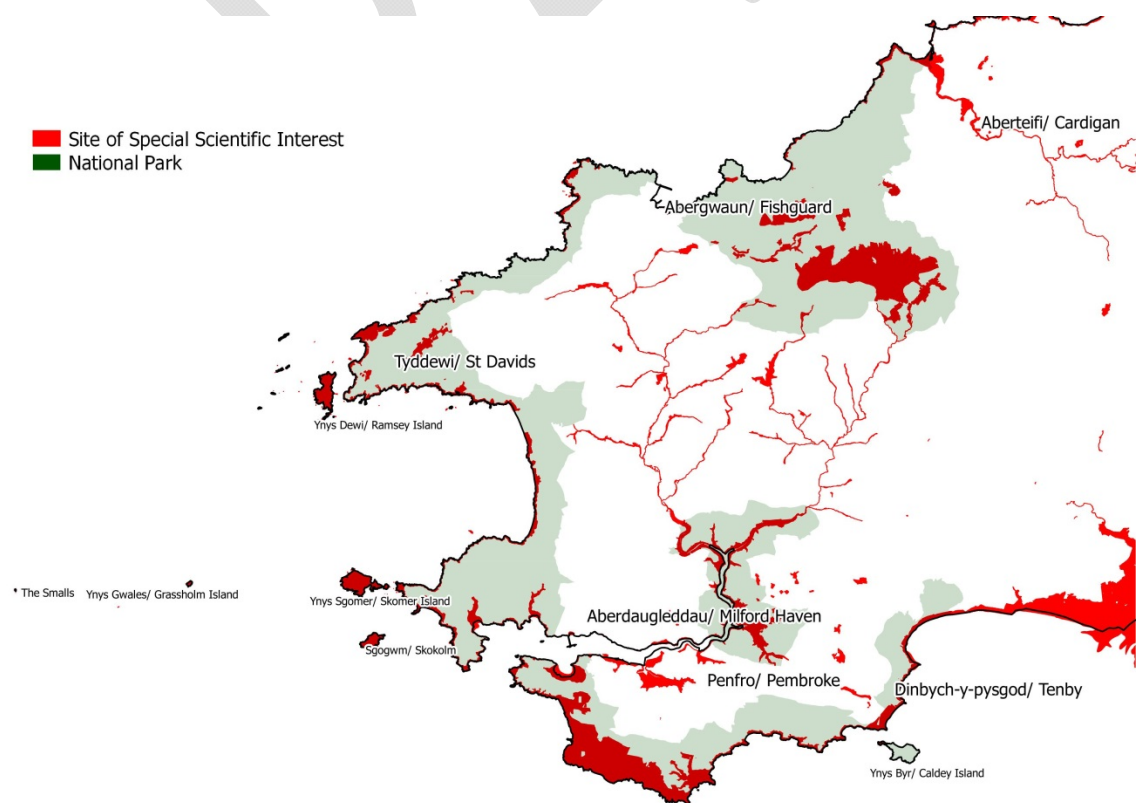 Site of Special Scientific Interest
National Park
Aberteifi/ Cardigan
Abergwaun/ Fishguard
Tyddewi/ St Davids
Ynys Dewi/ Ramsey Island
The Smalls
Ynys Gwales/ Grassholm Island
Ynys Sgomer/ Skomer Island
Aberdaugleddau/ Milford Haven
Sgogwm/ Skokolm
Penfro/ Pembroke
Dinbych-y-pysgod/ Tenby
Ynys Byr/ Caldey Island